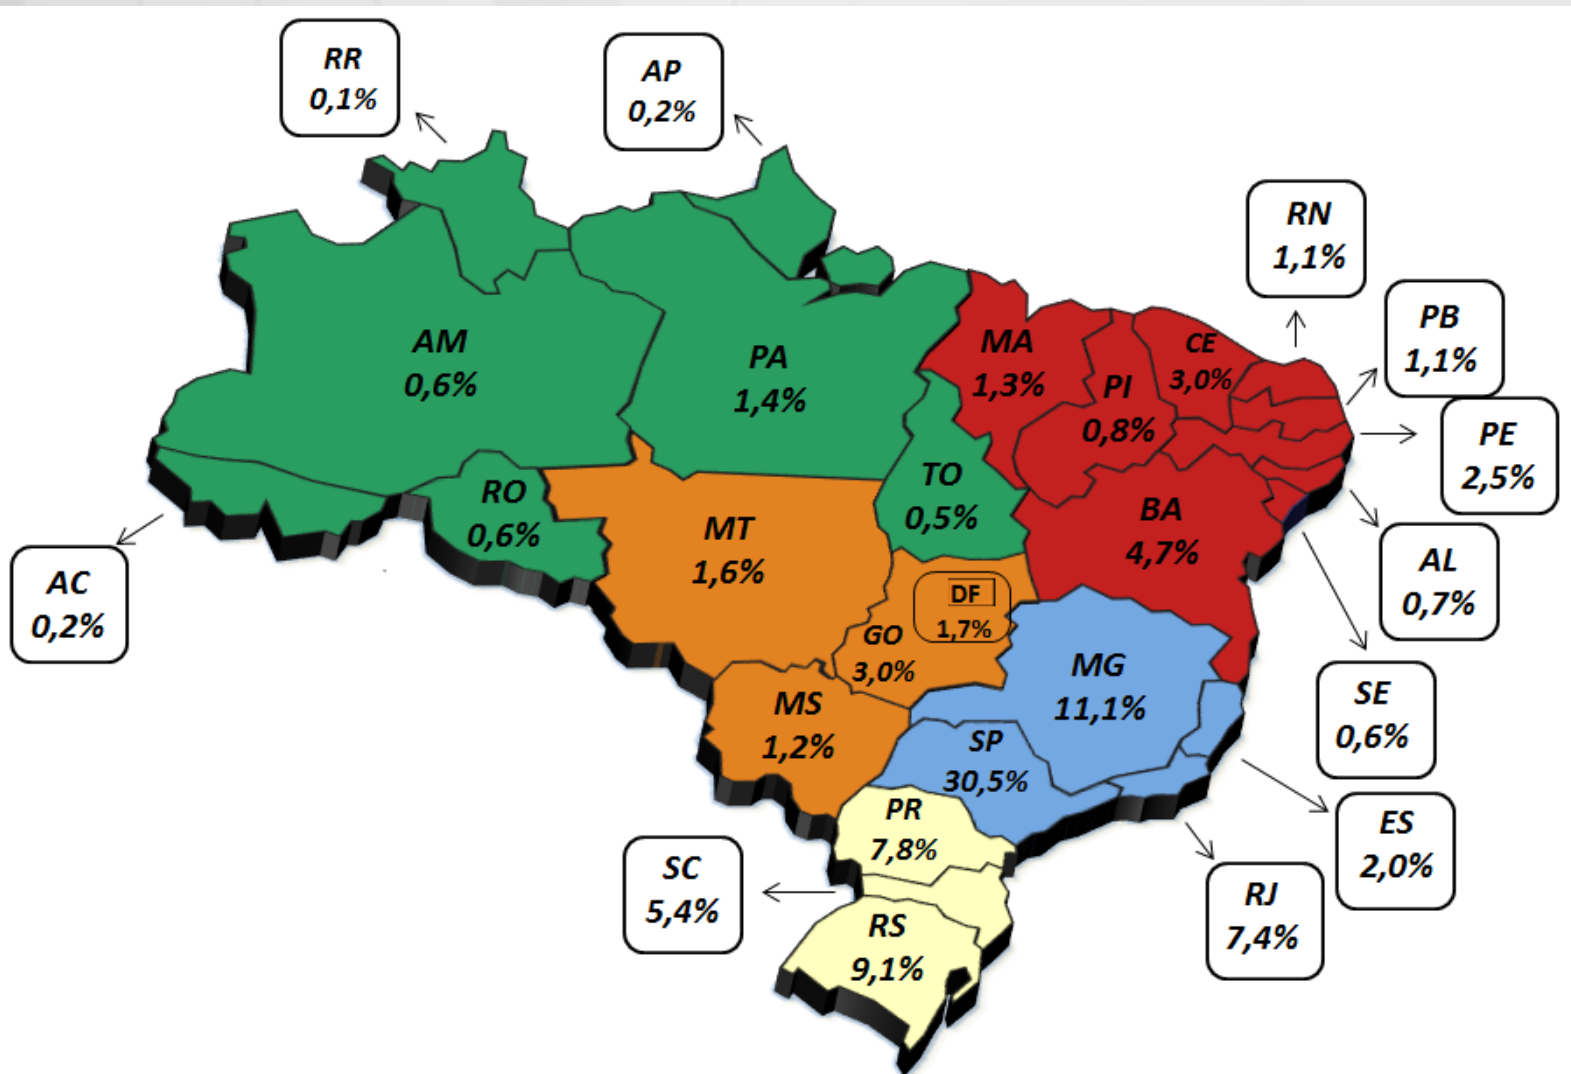 RR
0,1%
AP
0,2%
RN
1,1%
PB
1,1%
PE
2,5%
AM
0,6%
PA
1,4%
MA
1,3%
PI
0,8%
CE
3,0%
TO
0,5%
RO
0,6%
AC
0,2%
MT
1,6%
BA
4,7%
AL
0,7%
DF
1,7%
GO
3,0%
MG
11,1%
SE
0,6%
MS
1,2%
SP
30,5%
ES
2,0%
PR
7,8%
SC
5,4%
RJ
7,4%
RS
9,1%